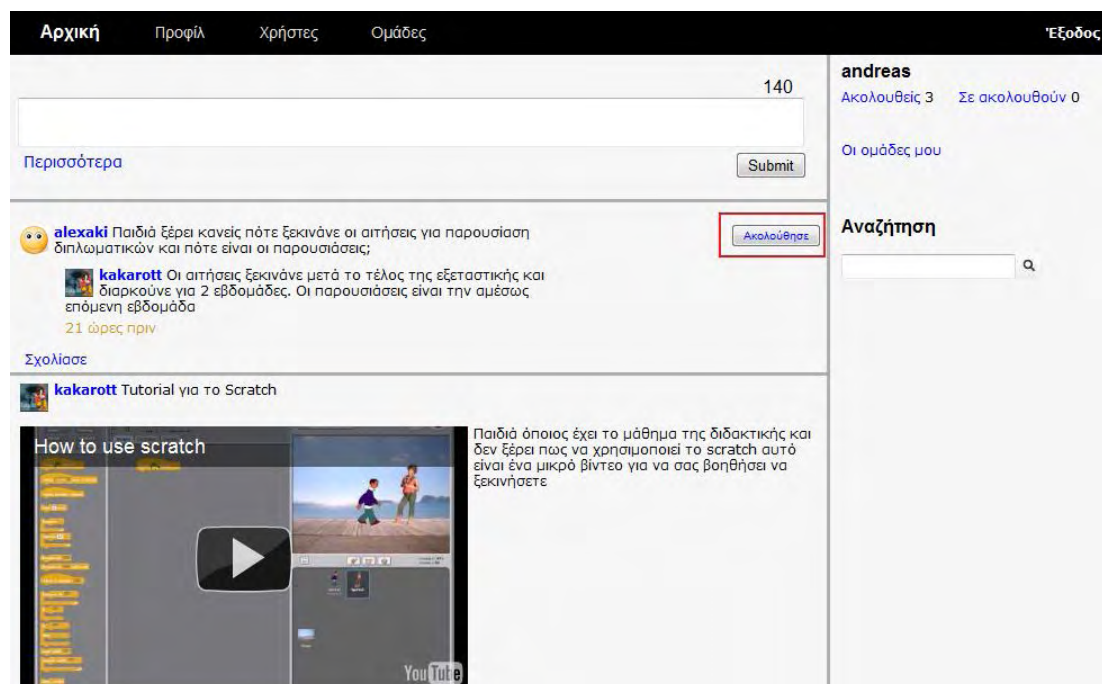 Αρχική Προφίλ Χρήστες Ομάδες Έξοδος
140
Περισσότερα
Submit
alexaki Παιδιά ξέρει κανείς πότε ξεκινάνε οι αιτήσεις για παρουσίαση
διπλωματικών και πότε είναι οι παρουσιάσεις;
Ακολούθησε
kakarott Οι αιτήσεις ξεκινάνε μετά το τέλος της εξεταστικής και
διαρκούνε για 2 εβδομάδες. Οι παρουσιάσεις είναι την αμέσως
επόμενη εβδομάδα
21 ώρες πριν
Σχολίασε
kakarott Tutorial για το Scratch
How to use scratch
Παιδιά όποιος έχει το μάθημα της διδακτικής και
δεν ξέρει πως να χρησιμοποιεί το scratch αυτό
είναι ένα μικρό βίντεο για να σας βοηθήσει να
ξεκινήσετε
YouTube
andreas
Ακολουθείς 3 Σε ακολουθούν 0
Οι ομάδες μου
Αναζήτηση